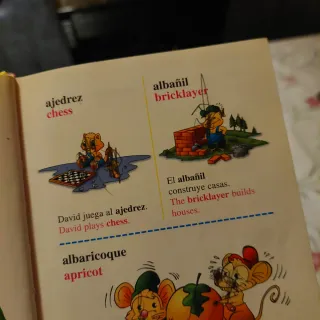 ajedrez
chess
David juega al ajedrez.
David plays chess.
albañil
bricklayer
El albañil
construye casas.
The bricklayer builds
houses.
albaricoque
apricot